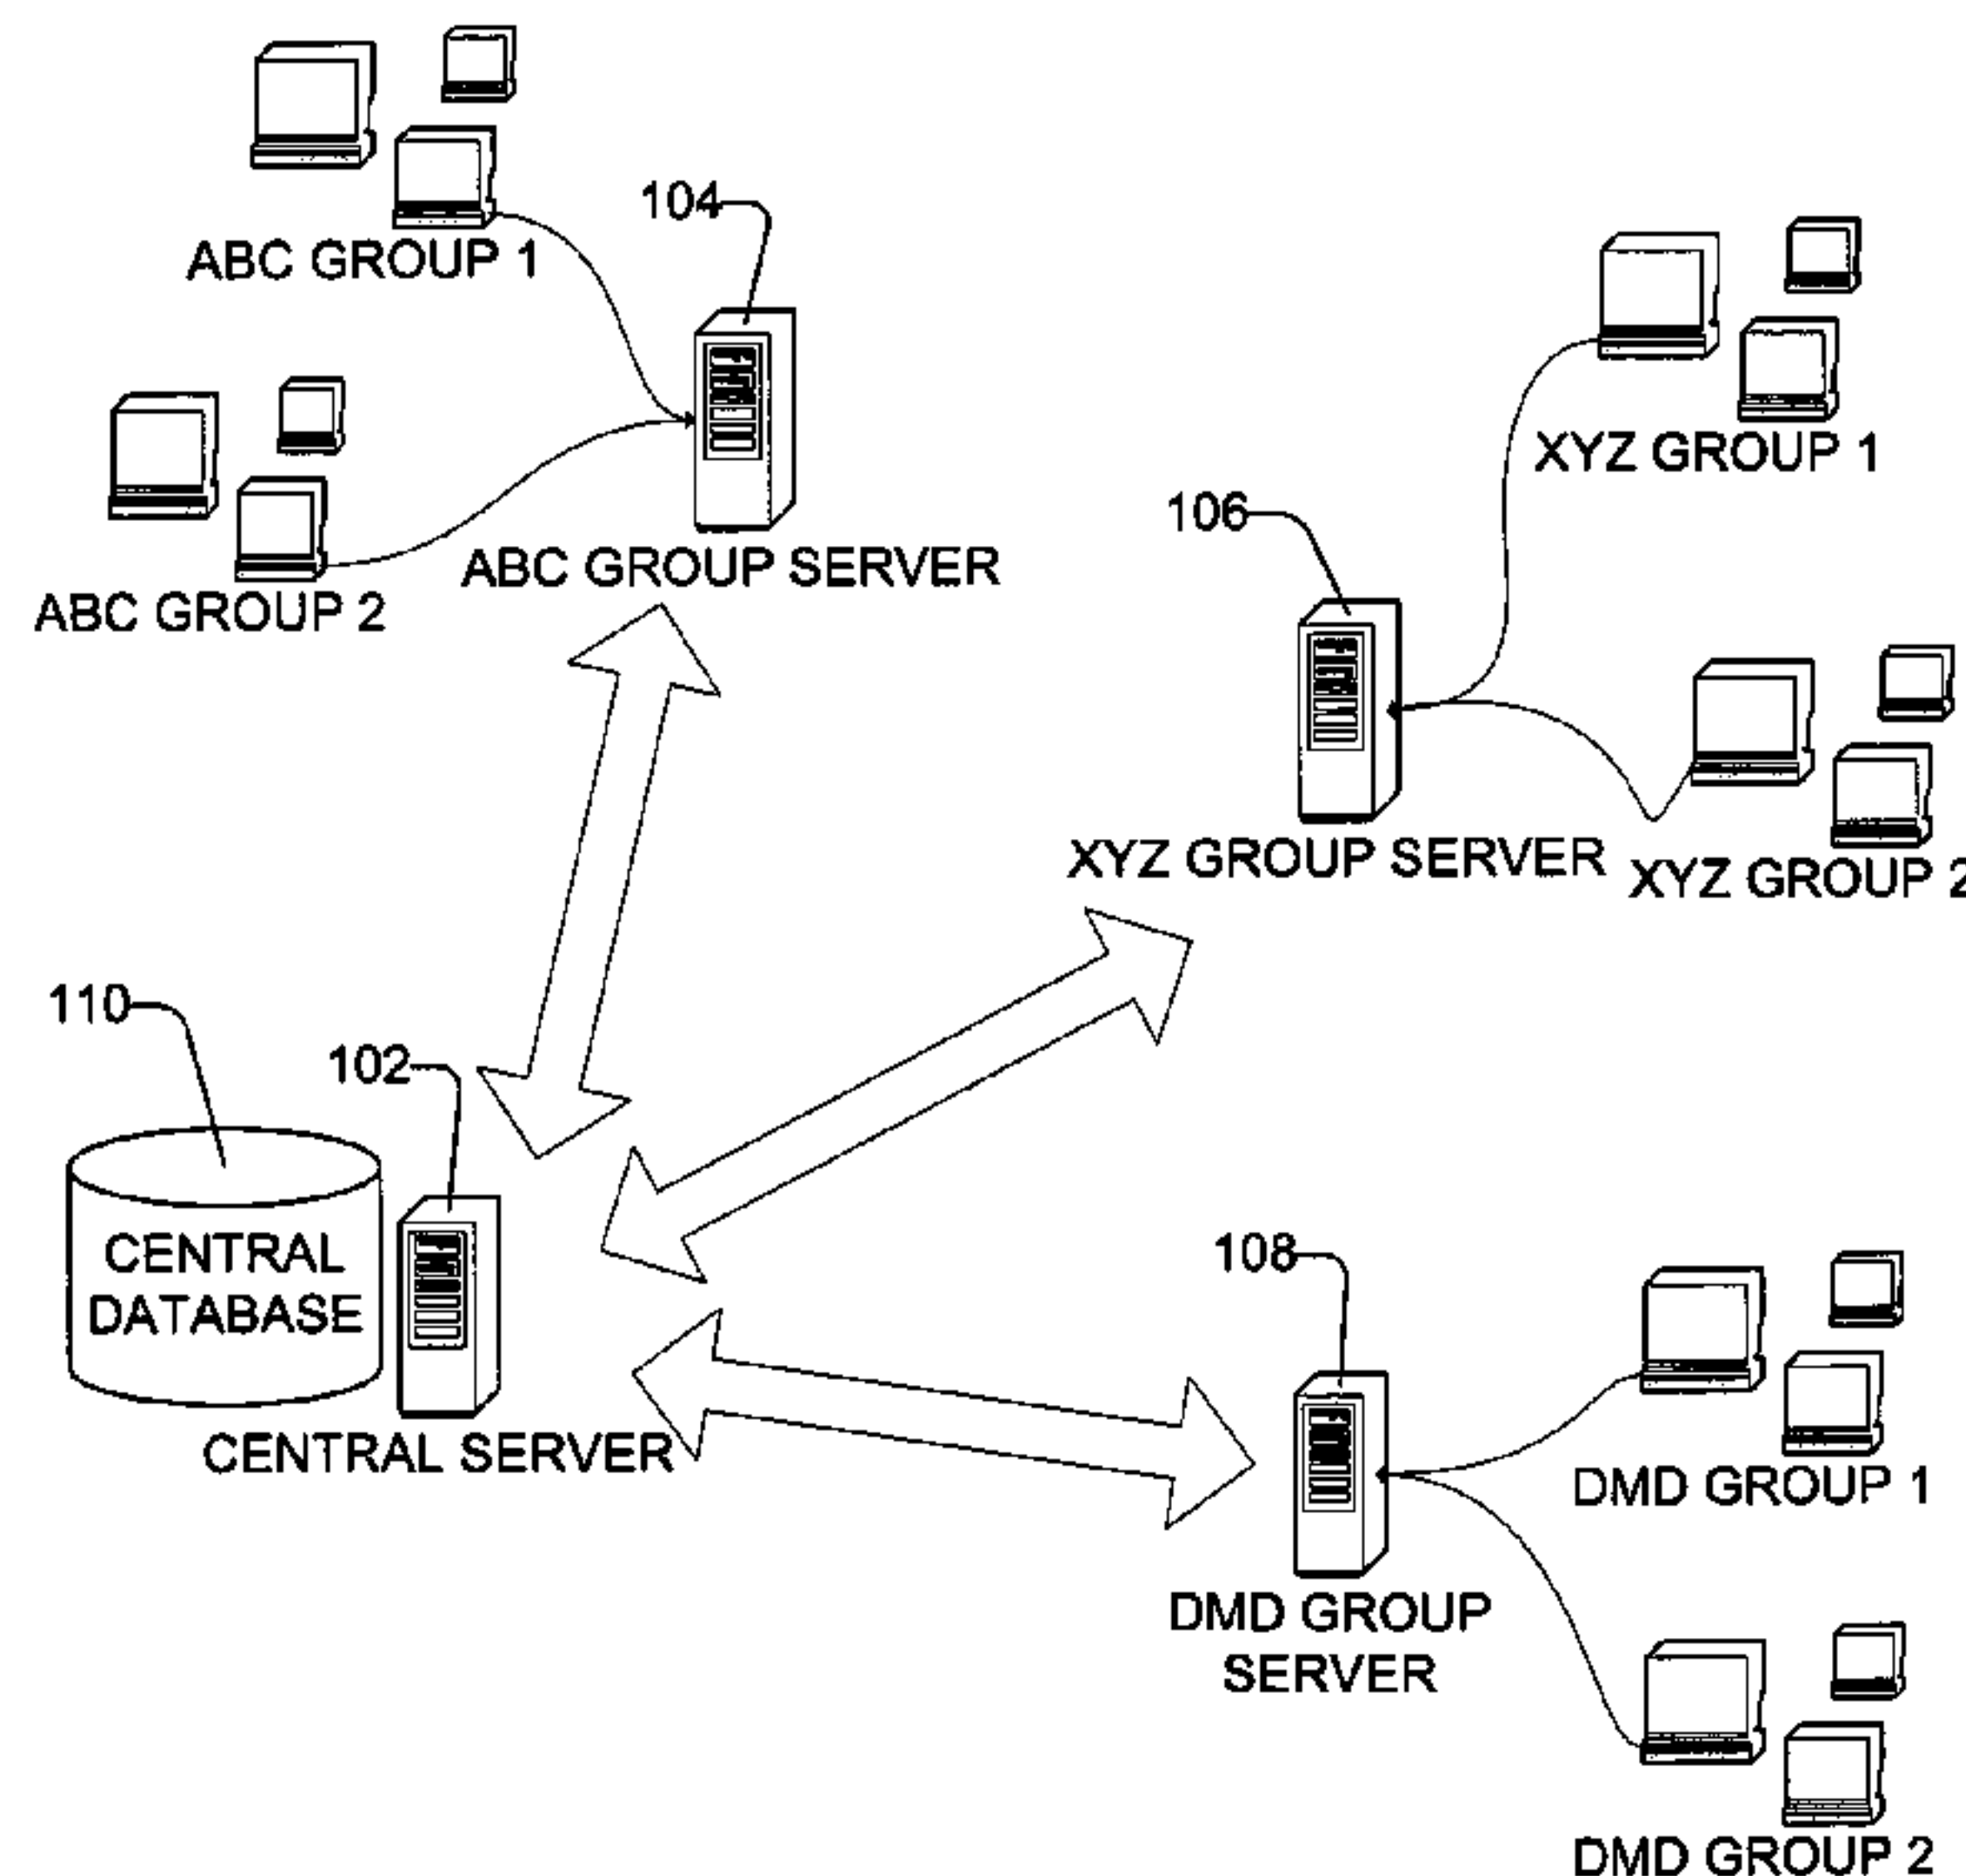 104
ABC GROUP 1
ABC GROUP SERVER
ABC GROUP 2
XYZ GROUP 1
106
XYZ GROUP SERVER
XYZ GROUP 2
110
102
CENTRAL
DATABASE
CENTRAL SERVER
108
DMD GROUP 1
DMD GROUP
SERVER
DMD GROUP 2